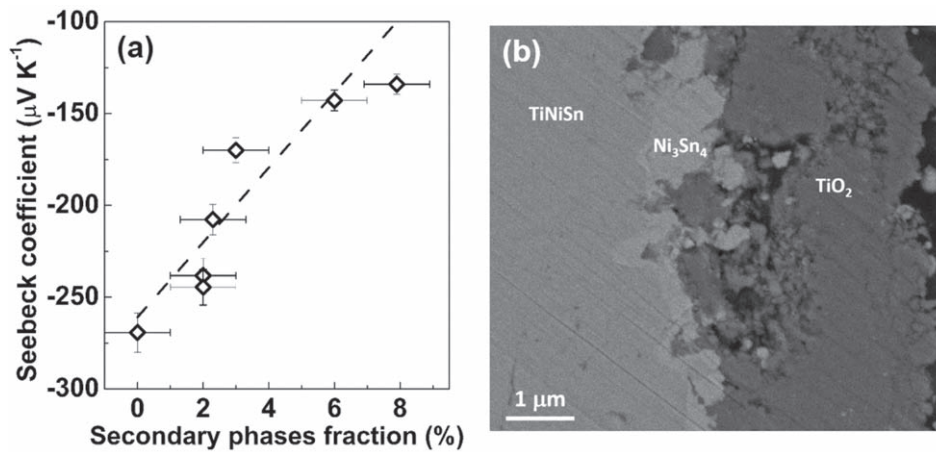 (a)
Seebeck coefficient (μV K⁻¹)
-100
-150
-200
-250
-300
0 2 4 6 8
Secondary phases fraction (%)
(b)
TiNiSn
Ni₃Sn₄
TiO₂
1 μm